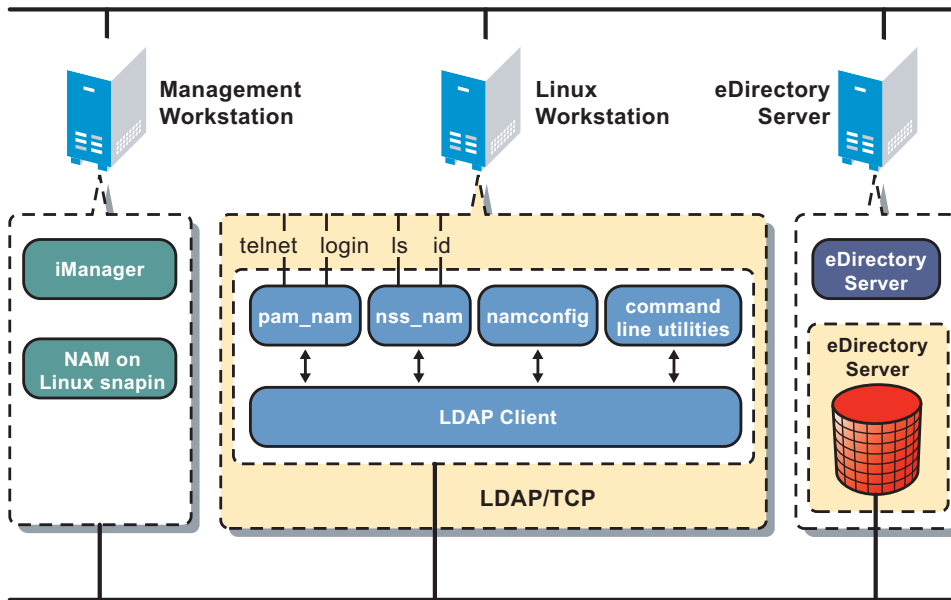 Management
Workstation
Linux
Workstation
eDirectory
Server
iManager
NAM on
Linux snapin
telnet login ls id
pam_nam
nss_nam
namconfig
command
line utilities
LDAP Client
LDAP/TCP
eDirectory
Server
eDirectory
Server